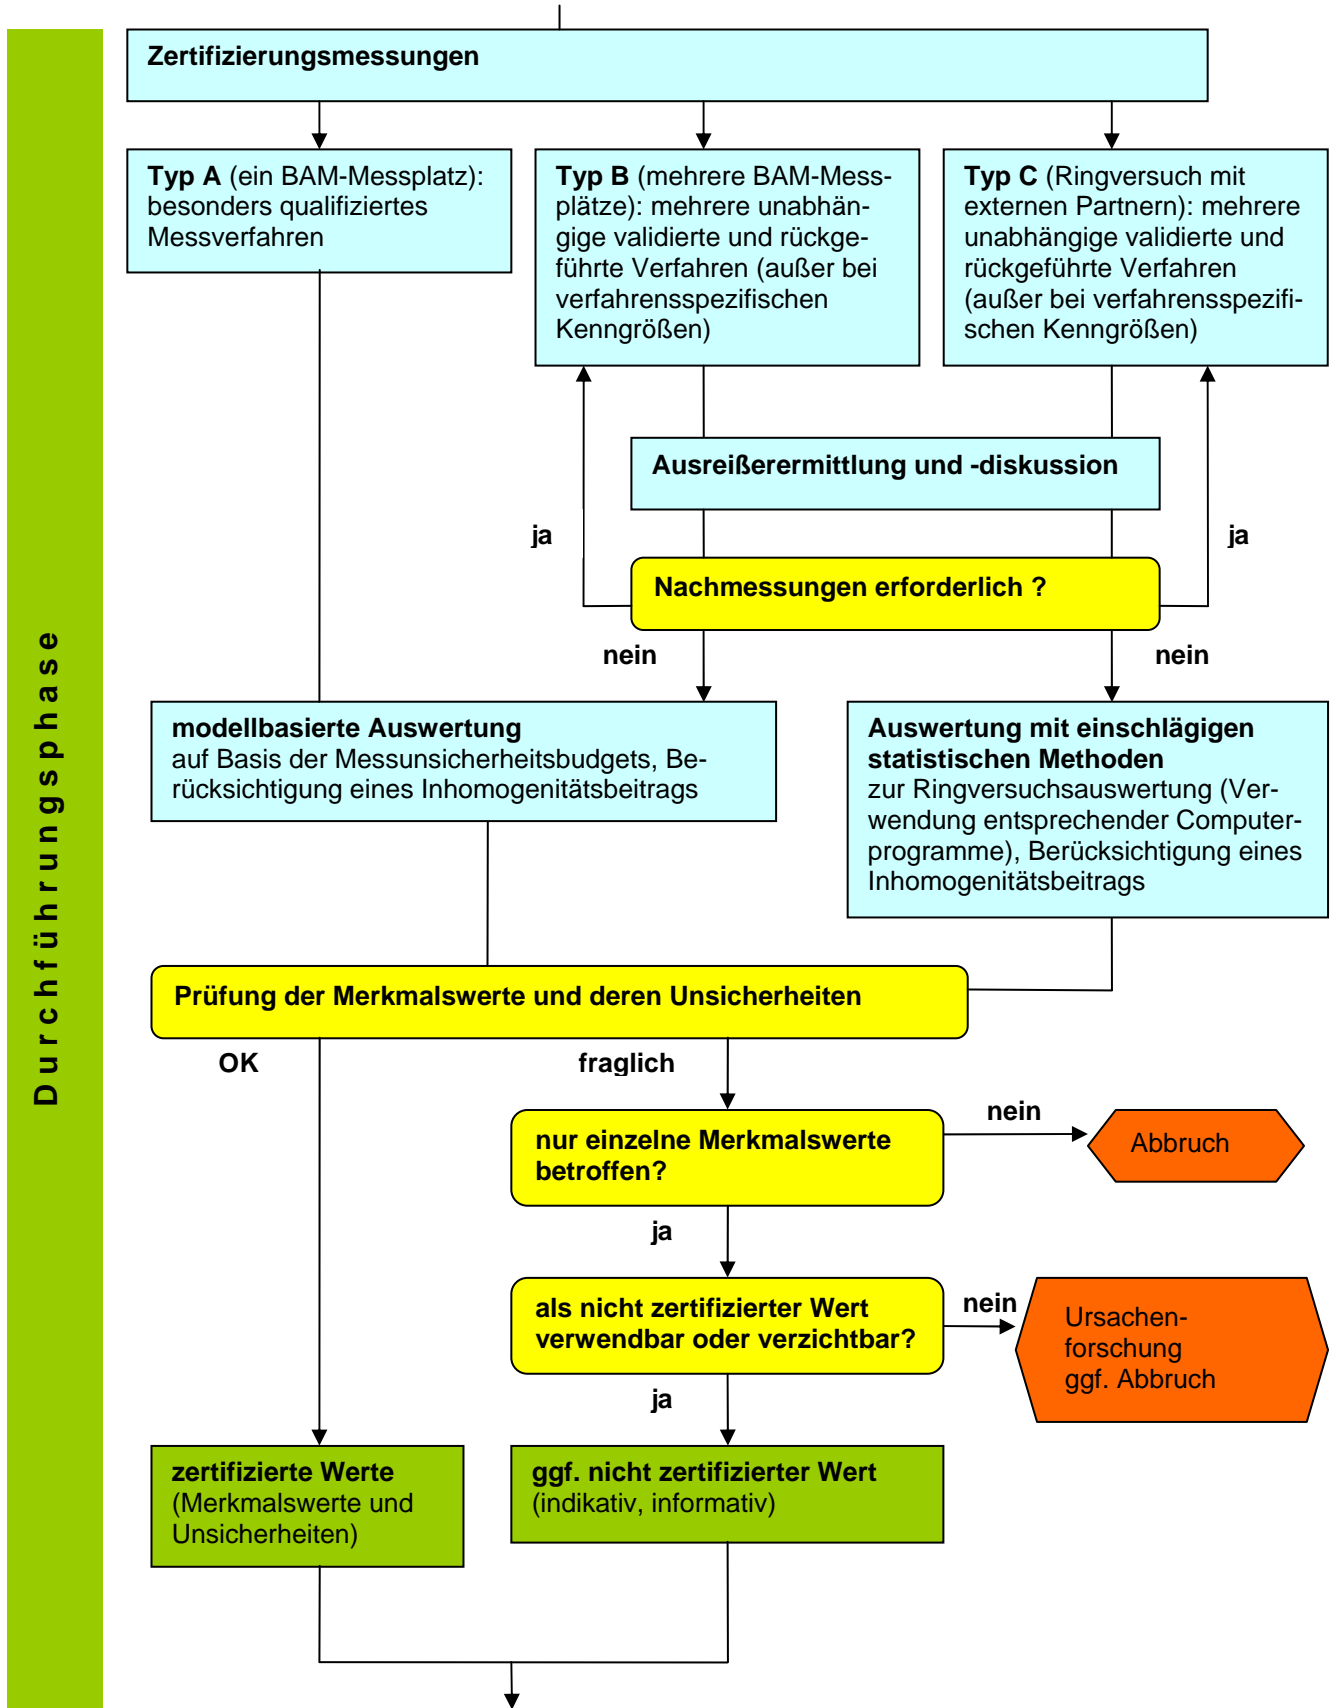 Durchführungsphase
Zertifizierungsmessungen
Typ A (ein BAM-Messplatz):
besonders qualifiziertes
Messverfahren
Typ B (mehrere BAM-Mess-
plätze): mehrere unabhän-
gige validierte und rückge-
führte Verfahren (außer bei
verfahrensspezifischen
Kenngrößen)
Typ C (Ringversuch mit
externen Partnern): mehrere
unabhängige validierte und
rückgeführte Verfahren
(außer bei verfahrensspezifi-
schen Kenngrößen)
Ausreißerermittlung und -diskussion
ja
ja
Nachmessungen erforderlich ?
nein
nein
modellbasierte Auswertung
auf Basis der Messunsicherheitsbudgets, Be-
rücksichtigung eines Inhomogenitätsbeitrags
Auswertung mit einschlägigen
statistischen Methoden
zur Ringversuchsauswertung (Ver-
wendung entsprechender Computer-
programme), Berücksichtigung eines
Inhomogenitätsbeitrags
Prüfung der Merkmalswerte und deren Unsicherheiten
OK
fraglich
nur einzelne Merkmalswerte
betroffen?
nein
Abbruch
ja
als nicht zertifizierter Wert
verwendbar oder verzichtbar?
nein
Ursachen-
forschung
ggf. Abbruch
ja
zertifizierte Werte
(Merkmalswerte und
Unsicherheiten)
ggf. nicht zertifizierter Wert
(indikativ, informativ)